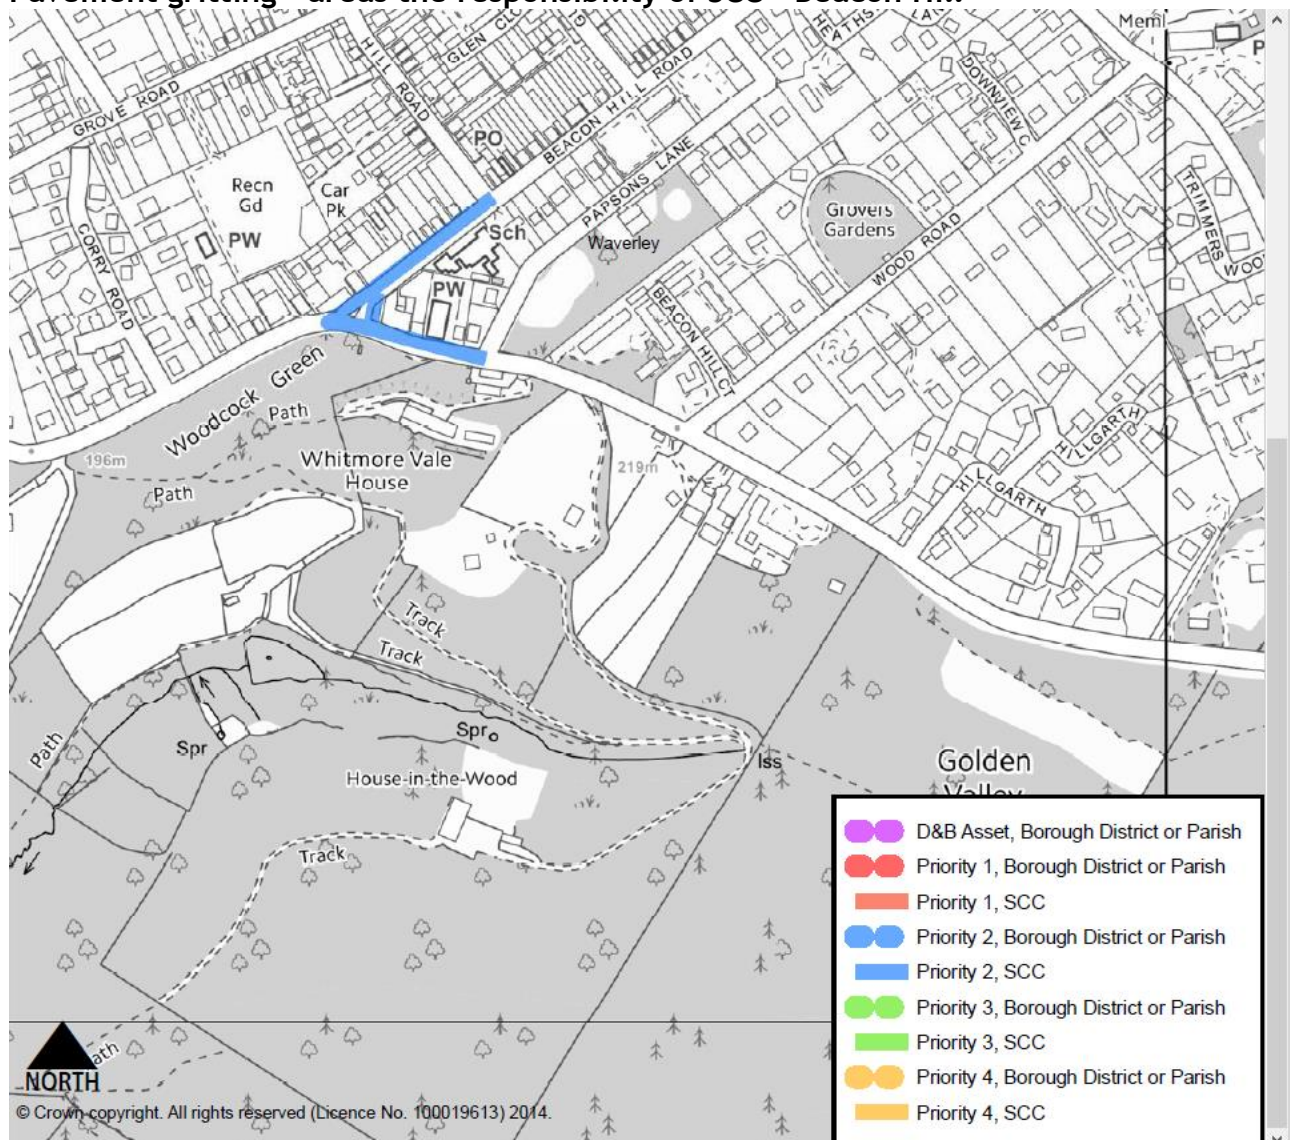 Pavement gritting - areas the responsibility of SCC - Beacon Hill
Meml
GLEN CLO
HEATHS
LA
HILL ROAD
ROAD
GROVE ROAD
DOWNVIEW C
PO
BEACON HILL
PARSONS LANE
Recn
Gd
Car
Pk
TRIMMERS
WOO
Grovers
Gardens
Sch
PW
Waverley
WOOD ROAD
CORRY ROAD
PW
BEACON HILL CT
Woodcock Green
Path
HILLGARTH
196m
Whitmore Vale
House
219m
Path
HILLGARTH
Track
Track
Path
Spr
Spr
Iss
House-in-the-Wood
Golden
Valley
Track
D&B Asset, Borough District or Parish
Priority 1, Borough District or Parish
Priority 1, SCC
Priority 2, Borough District or Parish
Priority 2, SCC
Priority 3, Borough District or Parish
Priority 3, SCC
Priority 4, Borough District or Parish
Priority 4, SCC
ath
NORTH
© Crown copyright. All rights reserved (Licence No. 100019613) 2014.